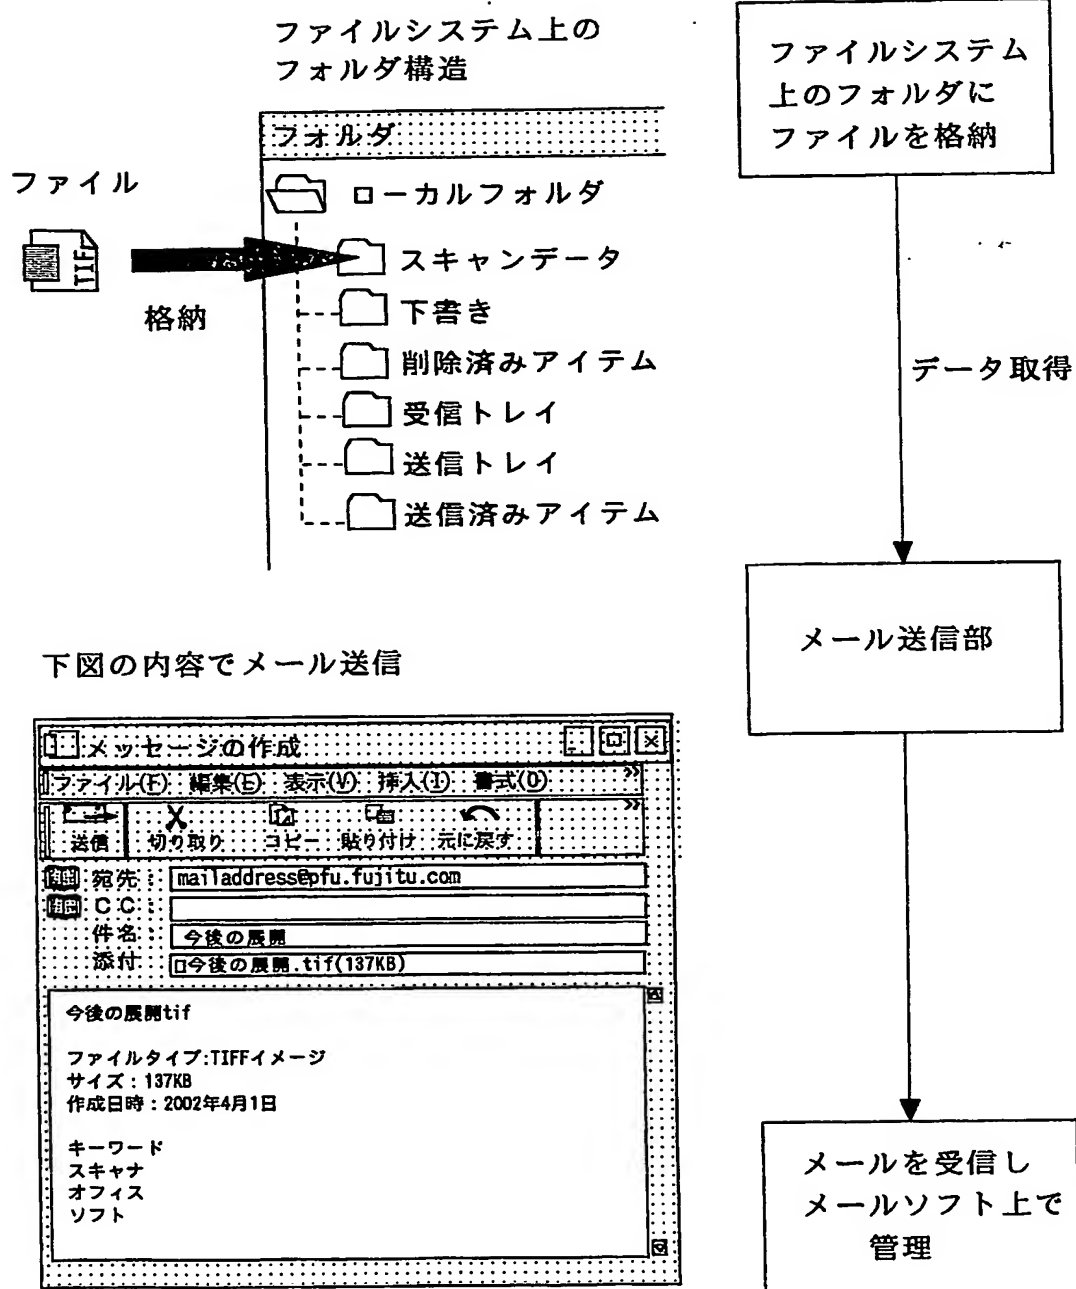 ファイルシステム上の
フォルダ構造
フォルダ
ローカルフォルダ
ファイル
TIF
格納
スキャンデータ
下書き
削除済みアイテム
受信トレイ
送信トレイ
送信済みアイテム
ファイルシステム
上のフォルダに
ファイルを格納
データ取得
メール送信部
メールを受信し
メールソフト上で
管理
下図の内容でメール送信
メッセージの作成
ファイル(F) 編集(E) 表示(V) 挿入(I) 書式(O) »
送信 切り取り コピー 貼り付け 元に戻す »
宛先: mailaddress@pfu.fujitu.com
CC:
件名: 今後の展開
添付: 今後の展開.tif(137KB)
今後の展開tif
ファイルタイプ:TIFFイメージ
サイズ:137KB
作成日時:2002年4月1日
キーワード
スキャナ
オフィス
ソフト